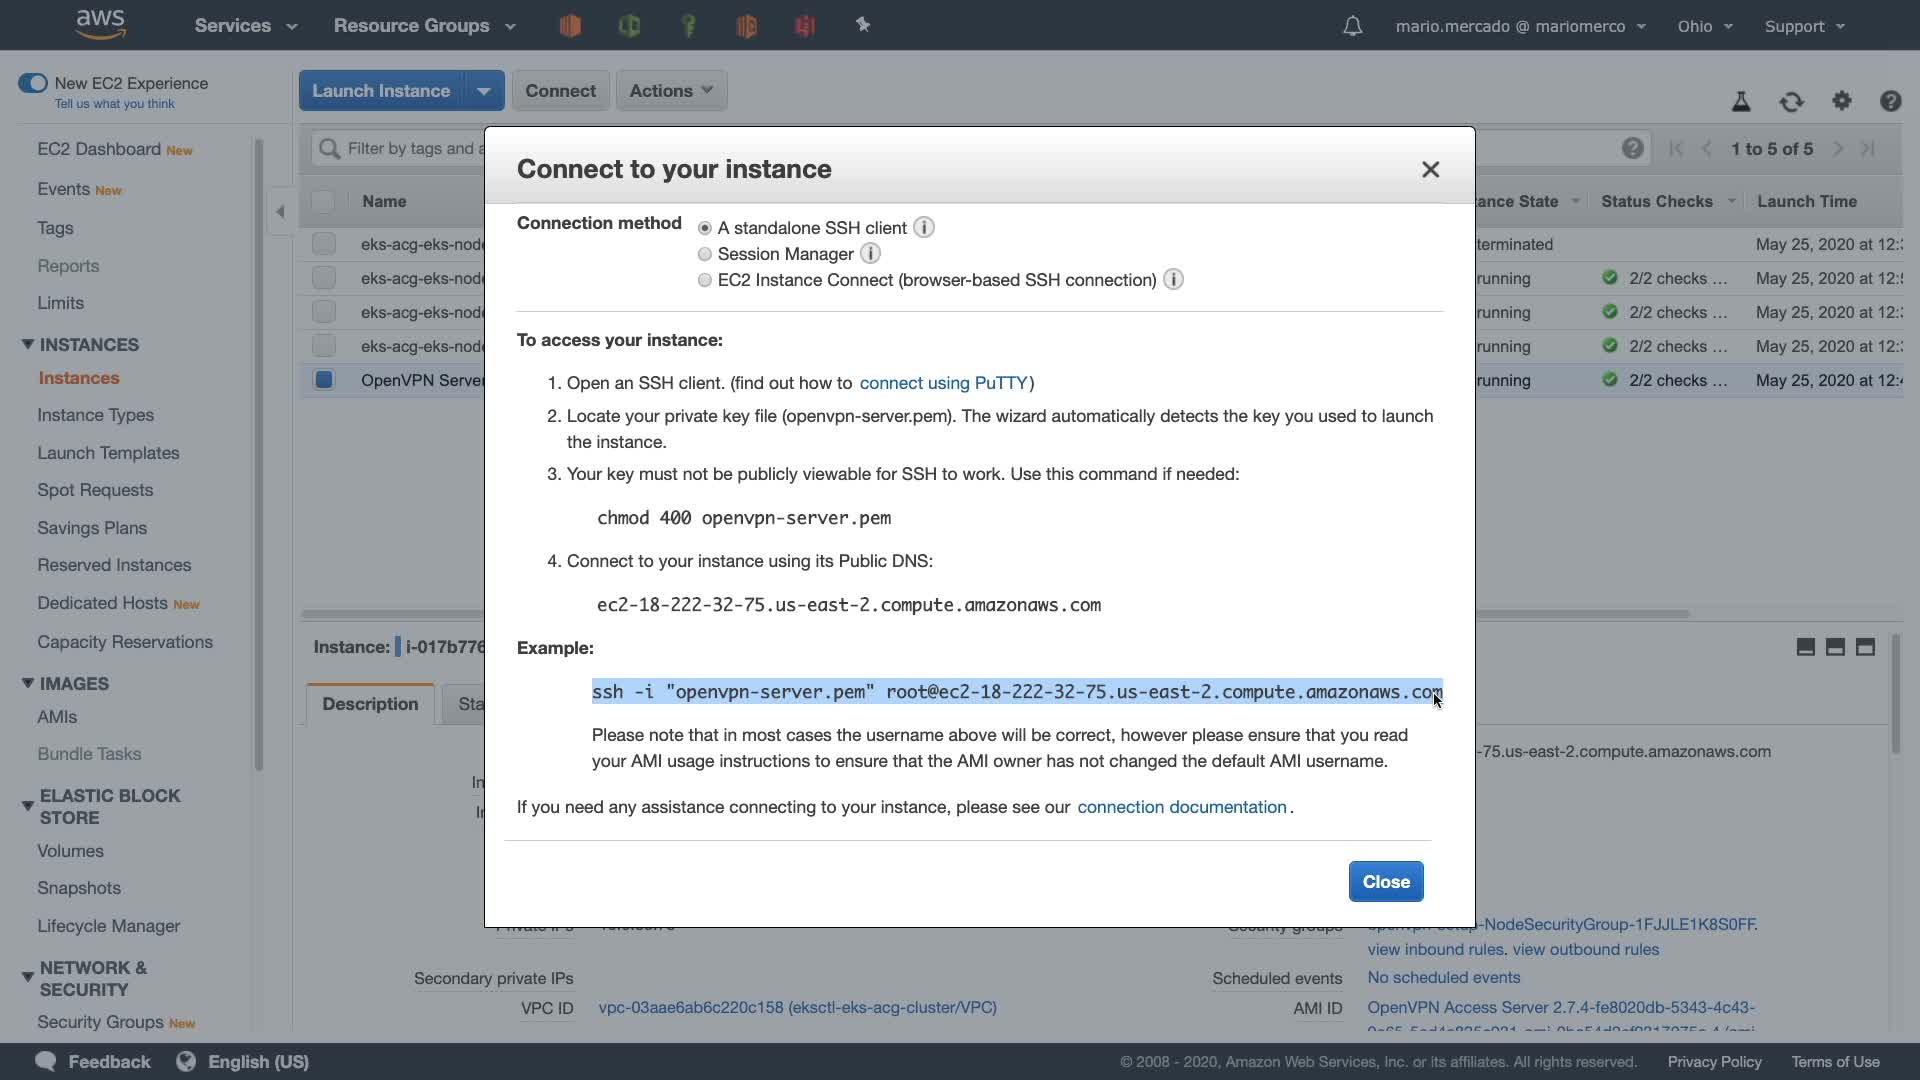 aws
Services
Resource Groups
mario.mercado @ mariomerco
Ohio
Support
New EC2 Experience
Tell us what you think
EC2 Dashboard New
Events New
Tags
Reports
Limits
INSTANCES
Instances
Instance Types
Launch Templates
Spot Requests
Savings Plans
Reserved Instances
Dedicated Hosts New
Capacity Reservations
IMAGES
AMIs
Bundle Tasks
ELASTIC BLOCK
STORE
Volumes
Snapshots
Lifecycle Manager
NETWORK &
SECURITY
Security Groups New
Launch Instance
Connect
Actions
Filter by tags and a
1 to 5 of 5
Name
ance State
Status Checks
Launch Time
eks-acg-eks-node
terminated
May 25, 2020 at 12:
eks-acg-eks-node
running
2/2 checks ...
May 25, 2020 at 12:
eks-acg-eks-node
running
2/2 checks ...
May 25, 2020 at 12:
eks-acg-eks-node
running
2/2 checks ...
May 25, 2020 at 12:
OpenVPN Server
running
2/2 checks ...
May 25, 2020 at 12:
Connect to your instance
Connection method
A standalone SSH client
Session Manager
EC2 Instance Connect (browser-based SSH connection)
To access your instance:
1. Open an SSH client. (find out how to connect using PuTTY)
2. Locate your private key file (openvpn-server.pem). The wizard automatically detects the key you used to launch
the instance.
3. Your key must not be publicly viewable for SSH to work. Use this command if needed:
chmod 400 openvpn-server.pem
4. Connect to your instance using its Public DNS:
ec2-18-222-32-75.us-east-2.compute.amazonaws.com
Example:
ssh -i "openvpn-server.pem" root@ec2-18-222-32-75.us-east-2.compute.amazonaws.com
Please note that in most cases the username above will be correct, however please ensure that you read
your AMI usage instructions to ensure that the AMI owner has not changed the default AMI username.
If you need any assistance connecting to your instance, please see our connection documentation.
Close
Instance: i-017b776
Description
Sta
-75.us-east-2.compute.amazonaws.com
In
Private IPs
Security groups
openvpn-setup-NodeSecurityGroup-1FJJLE1K8S0FF.
view inbound rules. view outbound rules
Secondary private IPs
Scheduled events
No scheduled events
VPC ID
vpc-03aae6ab6c220c158 (eksctl-eks-acg-cluster/VPC)
AMI ID
OpenVPN Access Server 2.7.4-fe8020db-5343-4c43-
Feedback
English (US)
© 2008 - 2020, Amazon Web Services, Inc. or its affiliates. All rights reserved.
Privacy Policy
Terms of Use